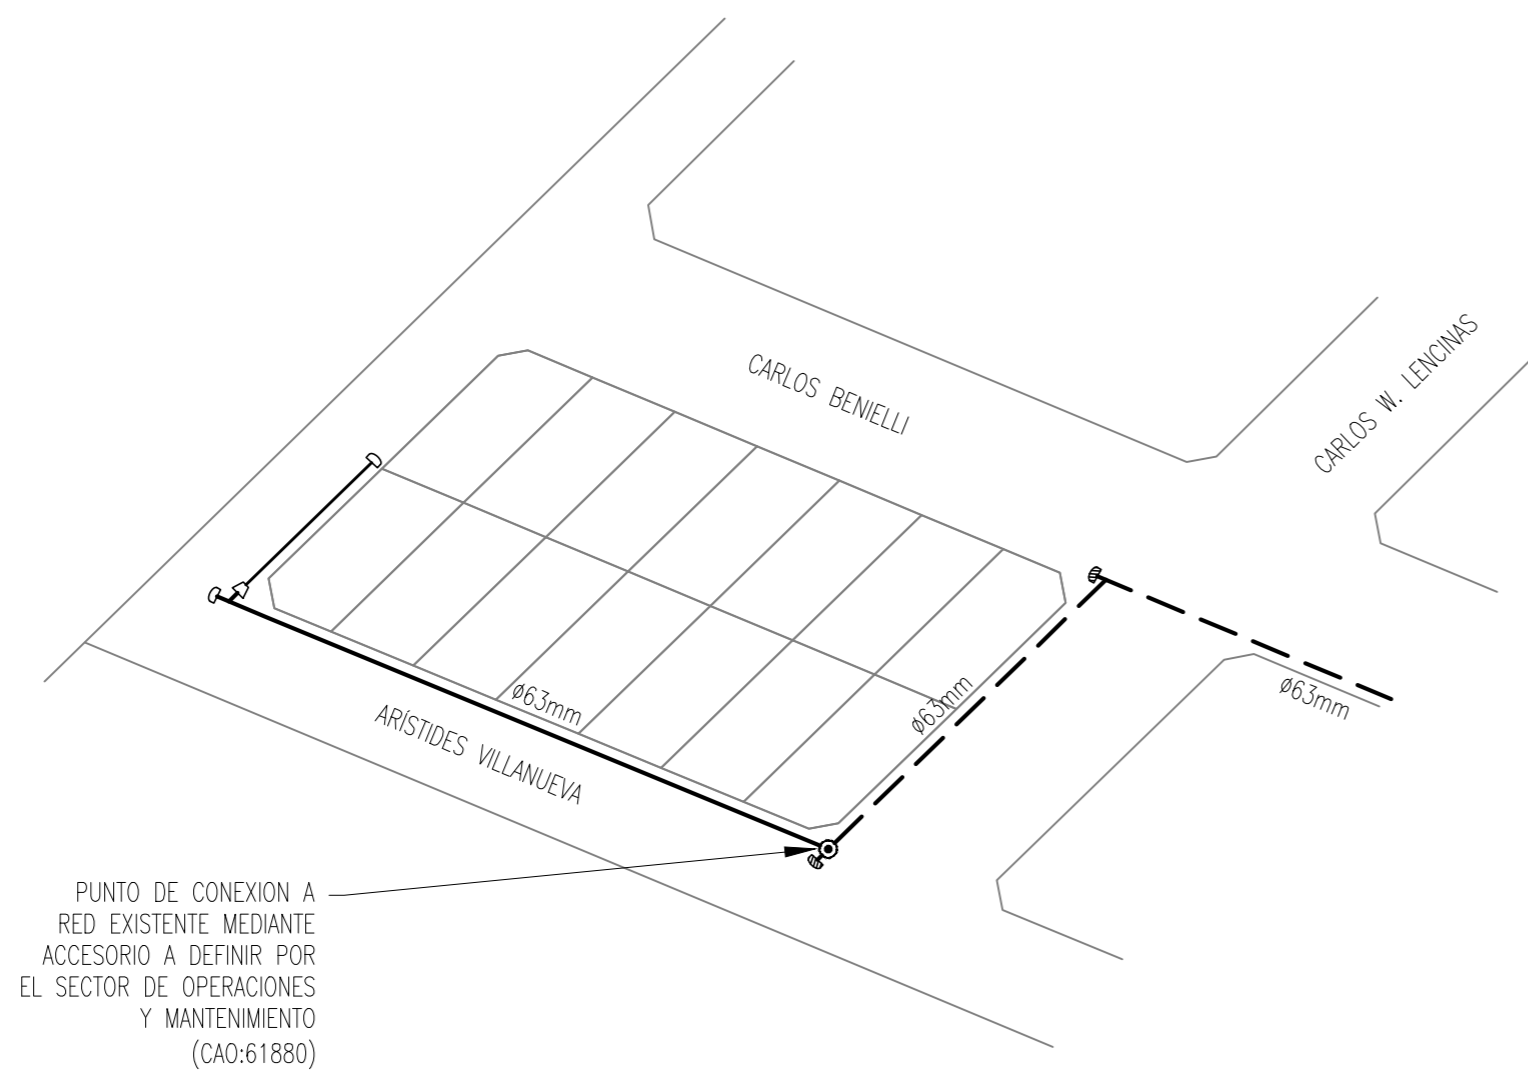 CARLOS BENIELLI
CARLOS W. LENCINAS
ø63mm
ø63mm
ø63mm
ARÍSTIDES VILLANUEVA
PUNTO DE CONEXION A
RED EXISTENTE MEDIANTE
ACCESORIO A DEFINIR POR
EL SECTOR DE OPERACIONES
Y MANTENIMIENTO
(CAO:61880)